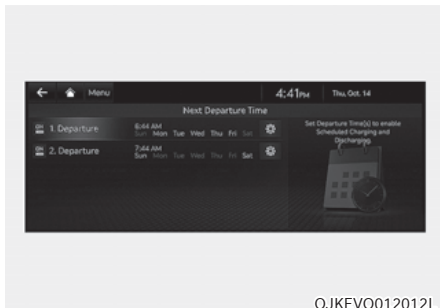 Menu 4:41PM Thu, Oct. 14
Next Departure Time
ON 1. Departure 6:44 AM
Sun Mon Tue Wed Thu Fri Sat
ON 2. Departure 7:44 AM
Sun Mon Tue Wed Thu Fri Sat
Set Departure Time(s) to enable
Scheduled Charging and
Discharging.
OJKEVQ012012L